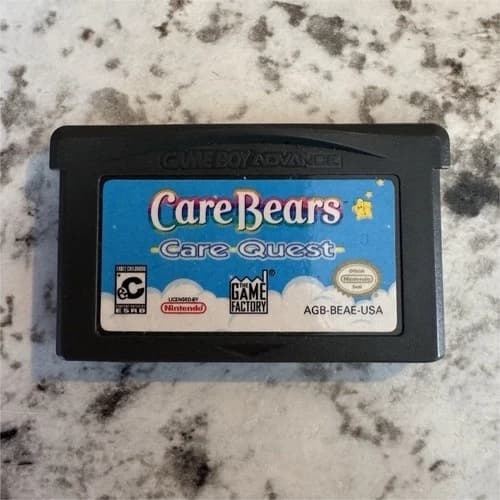 GAME BOY ADVANCE
Care Bears
Care Quest
EARLY CHILDHOOD
eC
ESRB
LICENSED BY
Nintendo
THE
GAME
FACTORY
®
Official
Nintendo
Seal
AGB-BEAE-USA